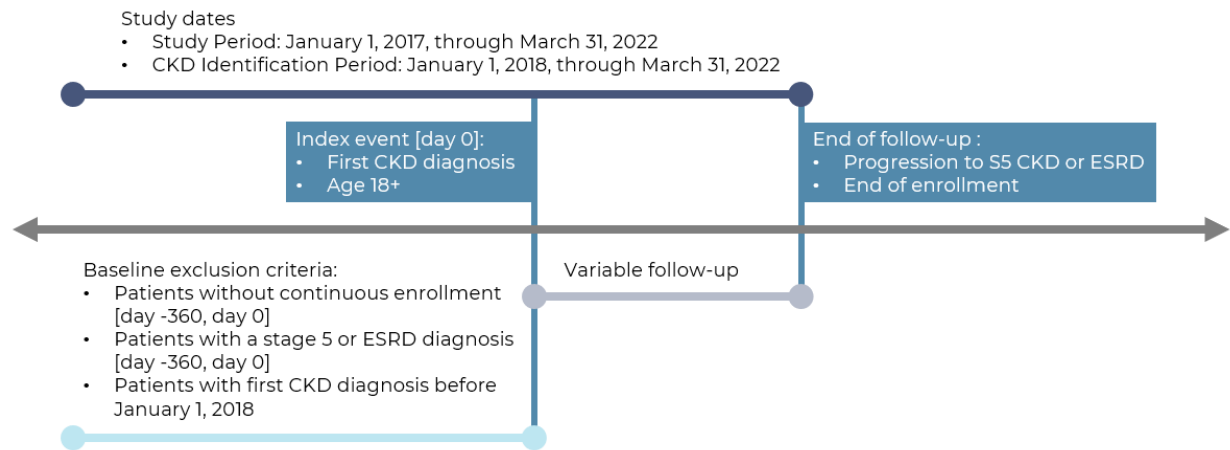 Study dates
• Study Period: January 1, 2017, through March 31, 2022
• CKD Identification Period: January 1, 2018, through March 31, 2022
Index event [day 0]:
• First CKD diagnosis
• Age 18+
End of follow-up :
• Progression to S5 CKD or ESRD
• End of enrollment
Baseline exclusion criteria:
• Patients without continuous enrollment
[day -360, day 0]
• Patients with a stage 5 or ESRD diagnosis
[day -360, day 0]
• Patients with first CKD diagnosis before
January 1, 2018
Variable follow-up